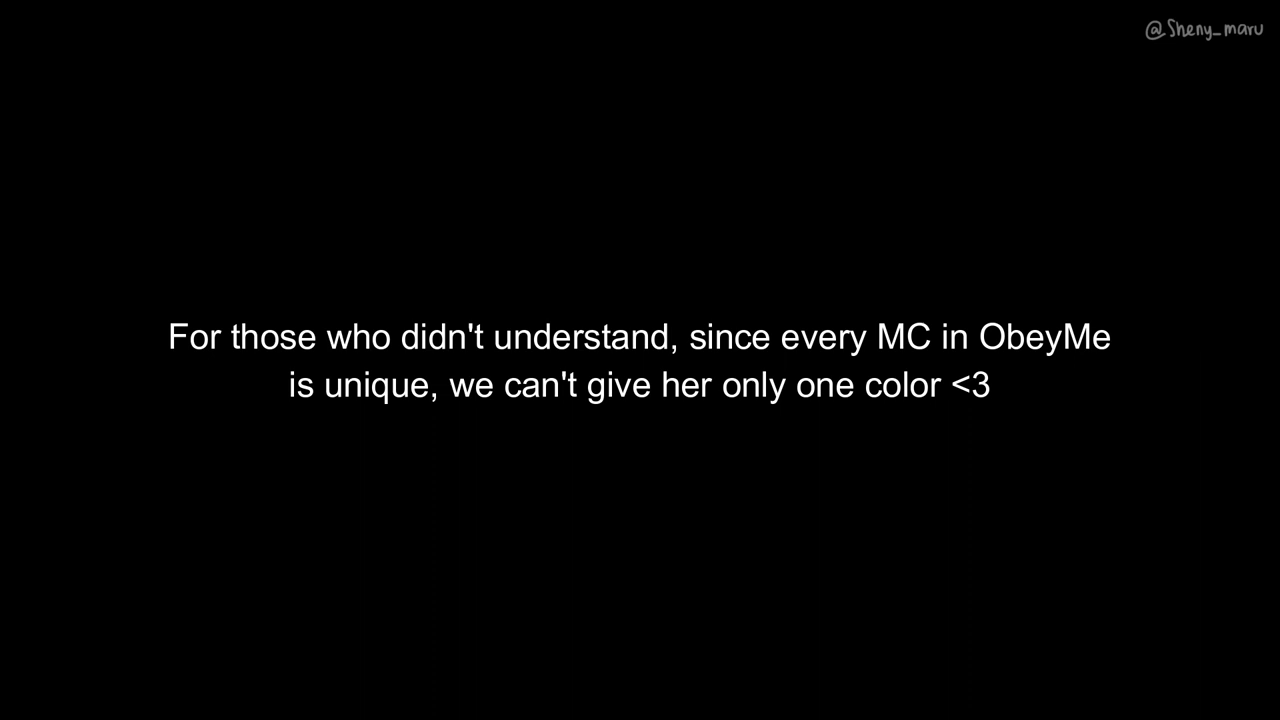 @Sheny_maru
For those who didn't understand, since every MC in ObeyMe
is unique, we can't give her only one color <3